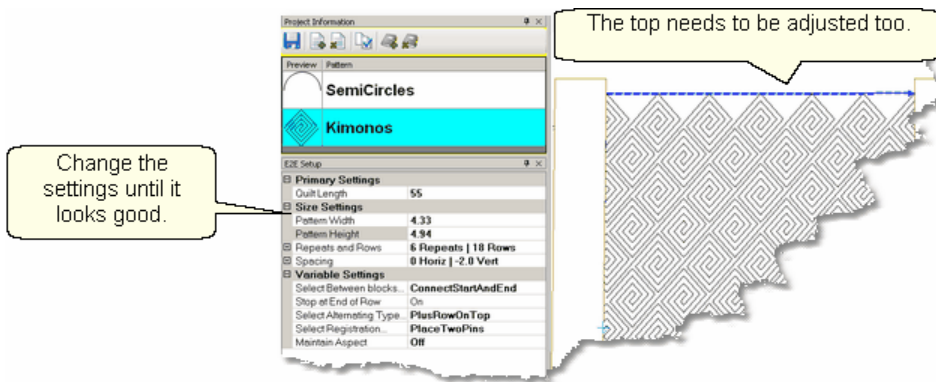 Project Information
Preview Pattern
SemiCircles
Kimonos
E2E Setup
Primary Settings
Quilt Length 55
Size Settings
Pattern Width 4.33
Pattern Height 4.94
Repeats and Rows 6 Repeats | 18 Rows
Spacing 0 Horiz | -2.0 Vert
Variable Settings
Select Between blocks... ConnectStartAndEnd
Stop at End of Row On
Select Alternating Type... PlusRowOnTop
Select Registration... PlaceTwoPins
Maintain Aspect Off
Change the
settings until it
looks good.
The top needs to be adjusted too.